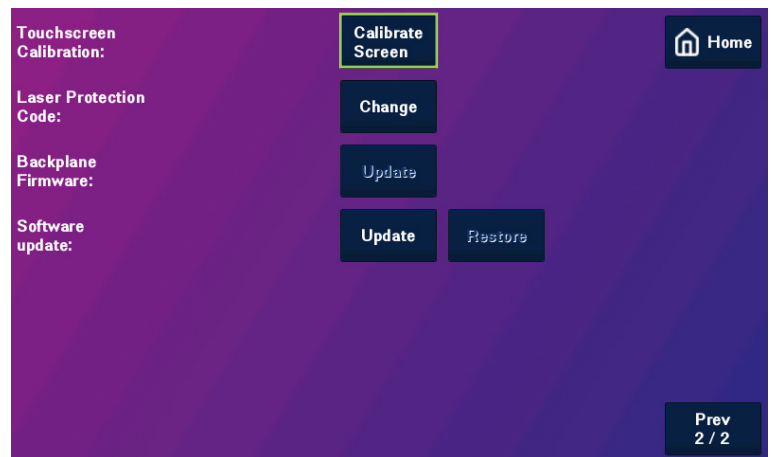 Touchscreen
Calibration:
Calibrate
Screen
Home
Laser Protection
Code:
Change
Backplane
Firmware:
Update
Software
update:
Update
Restore
Prev
2 / 2